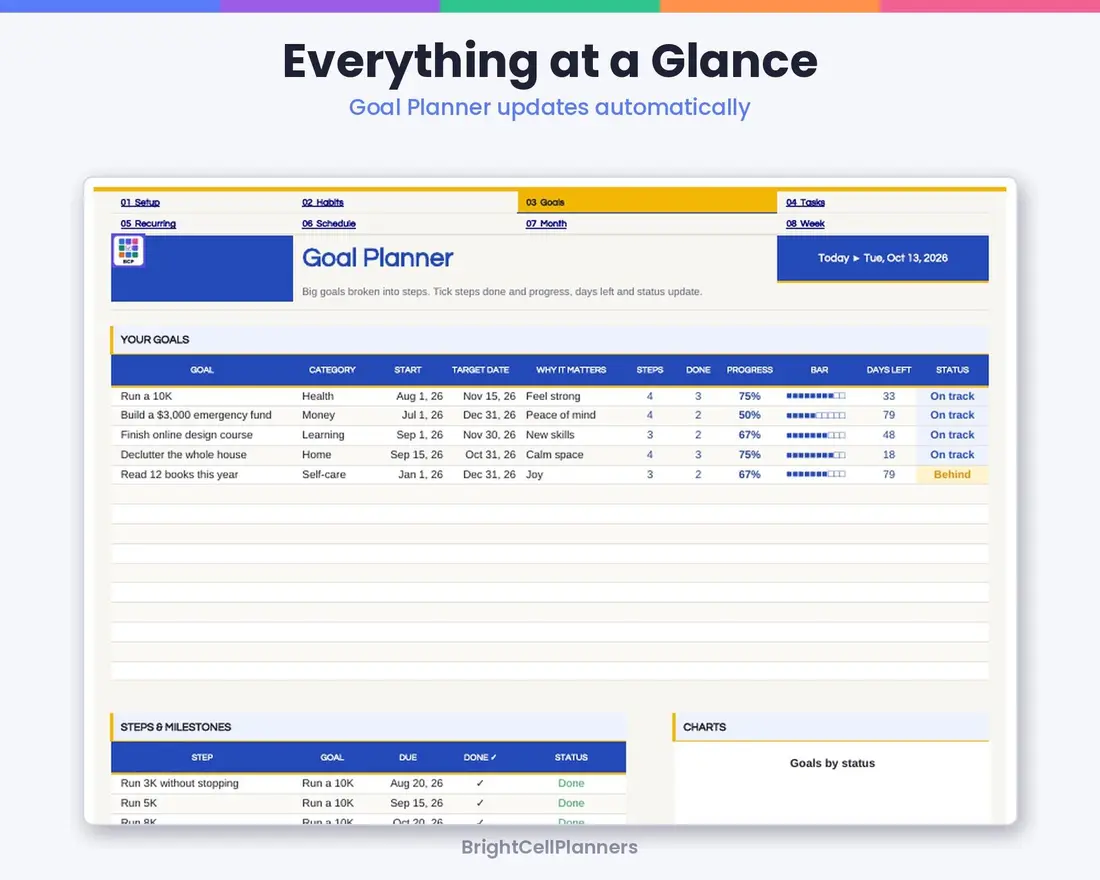 Everything at a Glance
Goal Planner updates automatically
01 Setup 02 Habits 03 Goals 04 Tasks
05 Recurring 06 Schedule 07 Month 08 Week
BCP
Goal Planner
Today ► Tue, Oct 13, 2026
Big goals broken into steps. Tick steps done and progress, days left and status update.
YOUR GOALS
GOAL CATEGORY START TARGET DATE WHY IT MATTERS STEPS DONE PROGRESS BAR DAYS LEFT STATUS
Run a 10K Health Aug 1, 26 Nov 15, 26 Feel strong 4 3 75% ■■■■■■■■□□ 33 On track
Build a $3,000 emergency fund Money Jul 1, 26 Dec 31, 26 Peace of mind 4 2 50% ■■■■■□□□□□ 79 On track
Finish online design course Learning Sep 1, 26 Nov 30, 26 New skills 3 2 67% ■■■■■■■□□□ 48 On track
Declutter the whole house Home Sep 15, 26 Oct 31, 26 Calm space 4 3 75% ■■■■■■■■□□ 18 On track
Read 12 books this year Self-care Jan 1, 26 Dec 31, 26 Joy 3 2 67% ■■■■■■■□□□ 79 Behind
STEPS & MILESTONES
STEP GOAL DUE DONE ✓ STATUS
Run 3K without stopping Run a 10K Aug 20, 26 ✓ Done
Run 5K Run a 10K Sep 15, 26 ✓ Done
Run 8K Run a 10K Oct 20, 26 ✓ Done
CHARTS
Goals by status
BrightCellPlanners